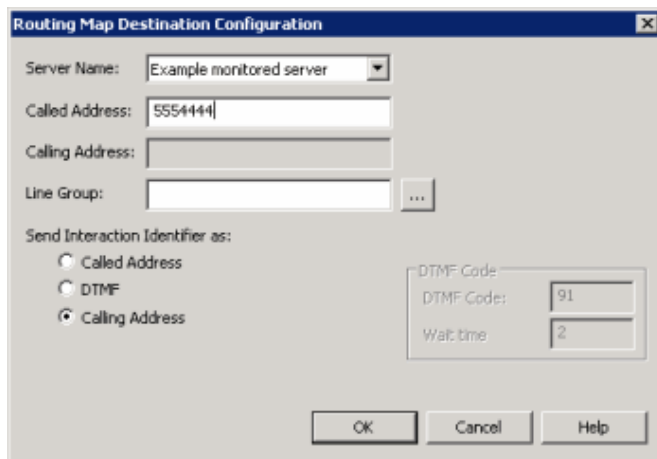 Routing Map Destination Configuration
Server Name: Example monitored server
Called Address: 5554444
Calling Address:
Line Group: ...
Send Interaction Identifier as:
Called Address
DTMF
Calling Address
DTMF Code
DTMF Code: 91
Wait time 2
OK Cancel Help